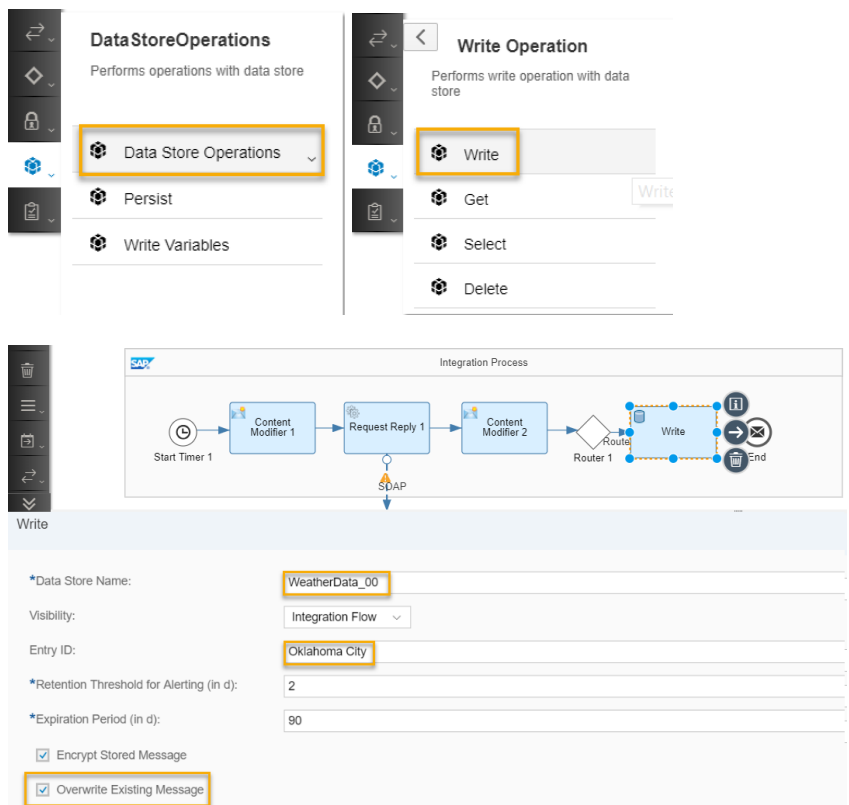 DataStoreOperations
Performs operations with data store
Data Store Operations
Persist
Write Variables
Write Operation
Performs write operation with data
store
Write
Write
Get
Select
Delete
SAP
Integration Process
Start Timer 1
Content
Modifier 1
Request Reply 1
SOAP
Content
Modifier 2
Router 1
Route
Write
End
Write
*Data Store Name:
WeatherData_00
Visibility:
Integration Flow
Entry ID:
Oklahoma City
*Retention Threshold for Alerting (in d):
2
*Expiration Period (in d):
90
Encrypt Stored Message
Overwrite Existing Message